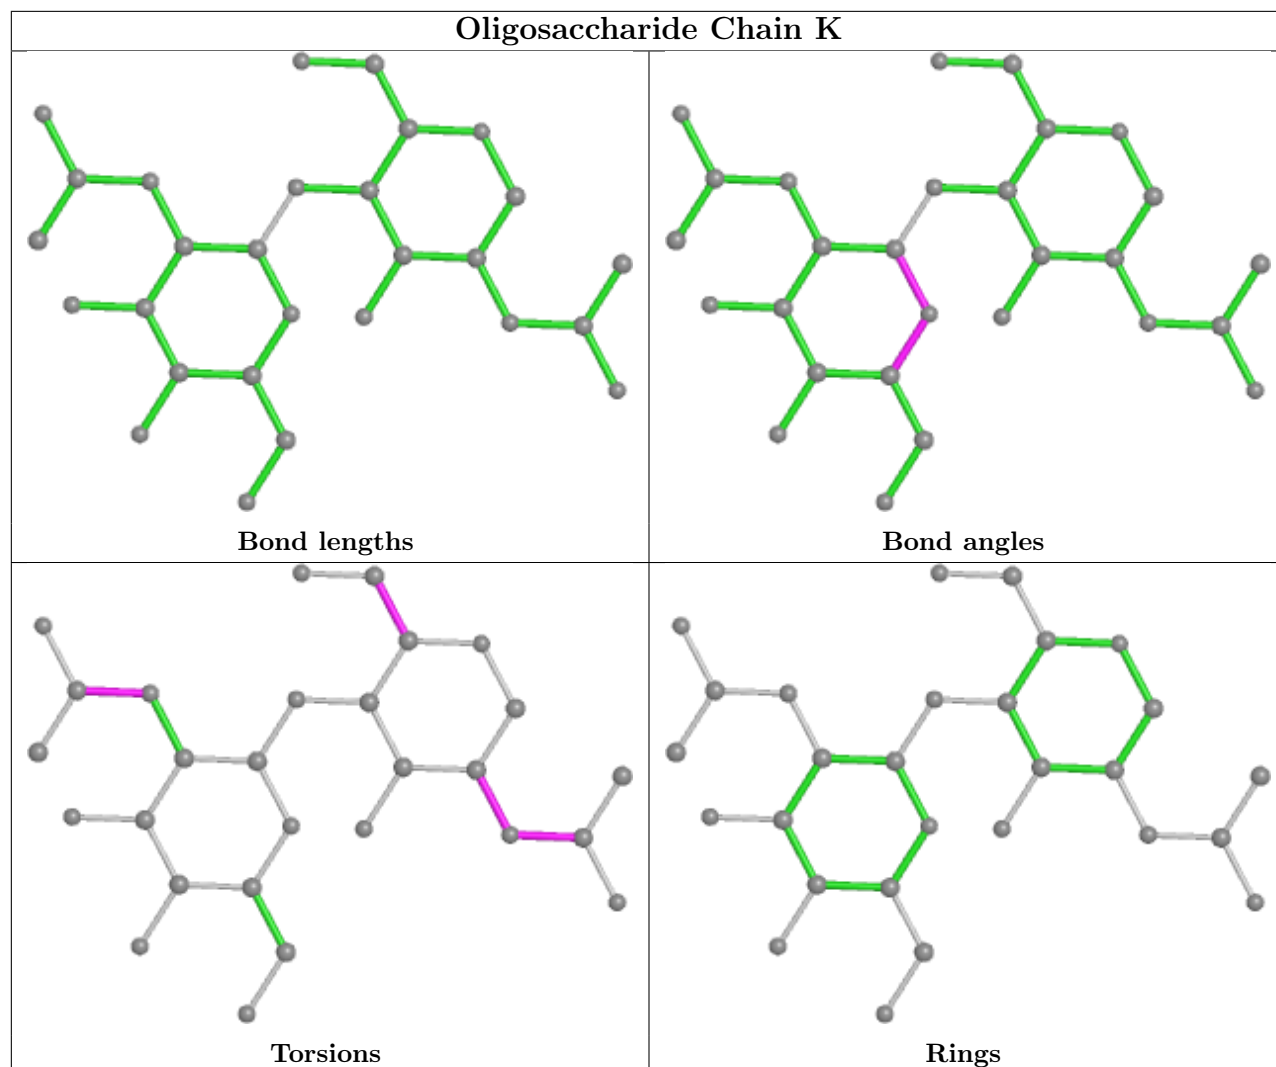 Oligosaccharide Chain K
Bond lengths
Bond angles
Torsions
Rings